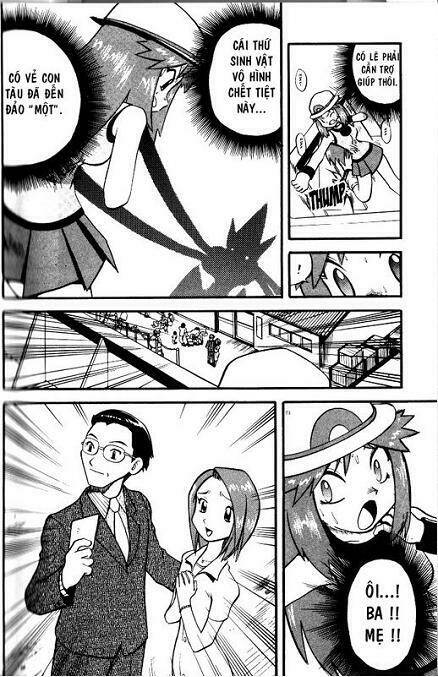 CÓ LẼ PHẢI
CẦN TRỢ
GIÚP THÔI.
THUMP
CÁI THỨ
SINH VẬT
VÔ HÌNH
CHẾT TIỆT
NÀY...
CÓ VẺ CON
TÀU ĐÃ ĐẾN
ĐẢO "MỘT".
!
ÔI...!
BA !!
MẸ !!